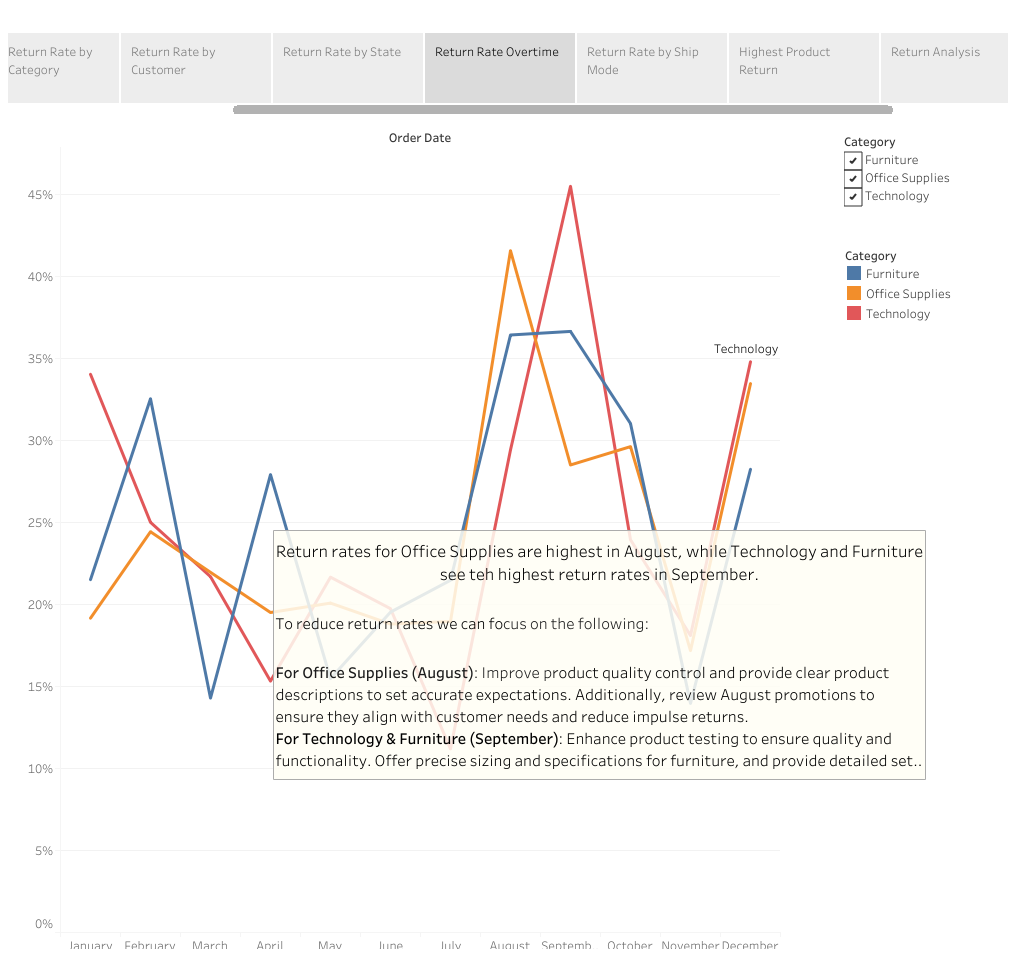 Return Rate by Category
Return Rate by Customer
Return Rate by State
Return Rate Overtime
Return Rate by Ship Mode
Highest Product Return
Return Analysis
Order Date
Category
Furniture
Office Supplies
Technology
Category
Furniture
Office Supplies
Technology
45%
40%
35%
30%
25%
20%
15%
10%
5%
0%
Technology
Return rates for Office Supplies are highest in August, while Technology and Furniture
see teh highest return rates in September.
To reduce return rates we can focus on the following:
For Office Supplies (August): Improve product quality control and provide clear product
descriptions to set accurate expectations. Additionally, review August promotions to
ensure they align with customer needs and reduce impulse returns.
For Technology & Furniture (September): Enhance product testing to ensure quality and
functionality. Offer precise sizing and specifications for furniture, and provide detailed set..
January February March April May June July August Septemb October November December